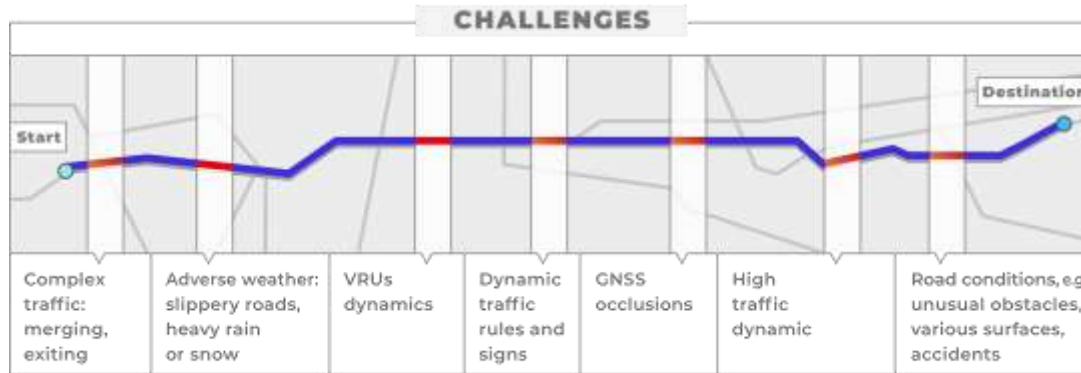 CHALLENGES
Start
Destination
Complex
traffic:
merging,
exiting
Adverse weather:
slippery roads,
heavy rain
or snow
VRUs
dynamics
Dynamic
traffic
rules and
signs
GNSS
occlusions
High
traffic
dynamic
Road conditions, e.g
unusual obstacles,
various surfaces,
accidents